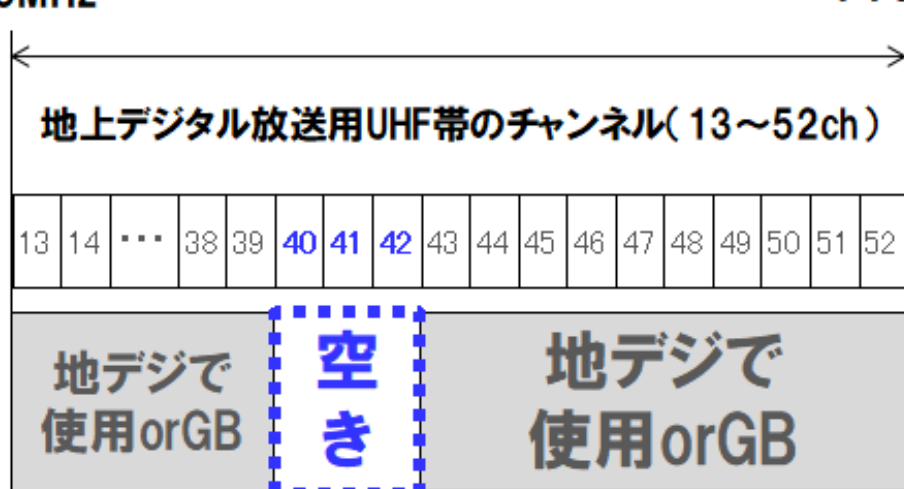 地上デジタル放送用UHF帯のチャンネル(13～52ch)
13 14 ･･･ 38 39 40 41 42 43 44 45 46 47 48 49 50 51 52
地デジで
使用orGB
空き
地デジで
使用orGB